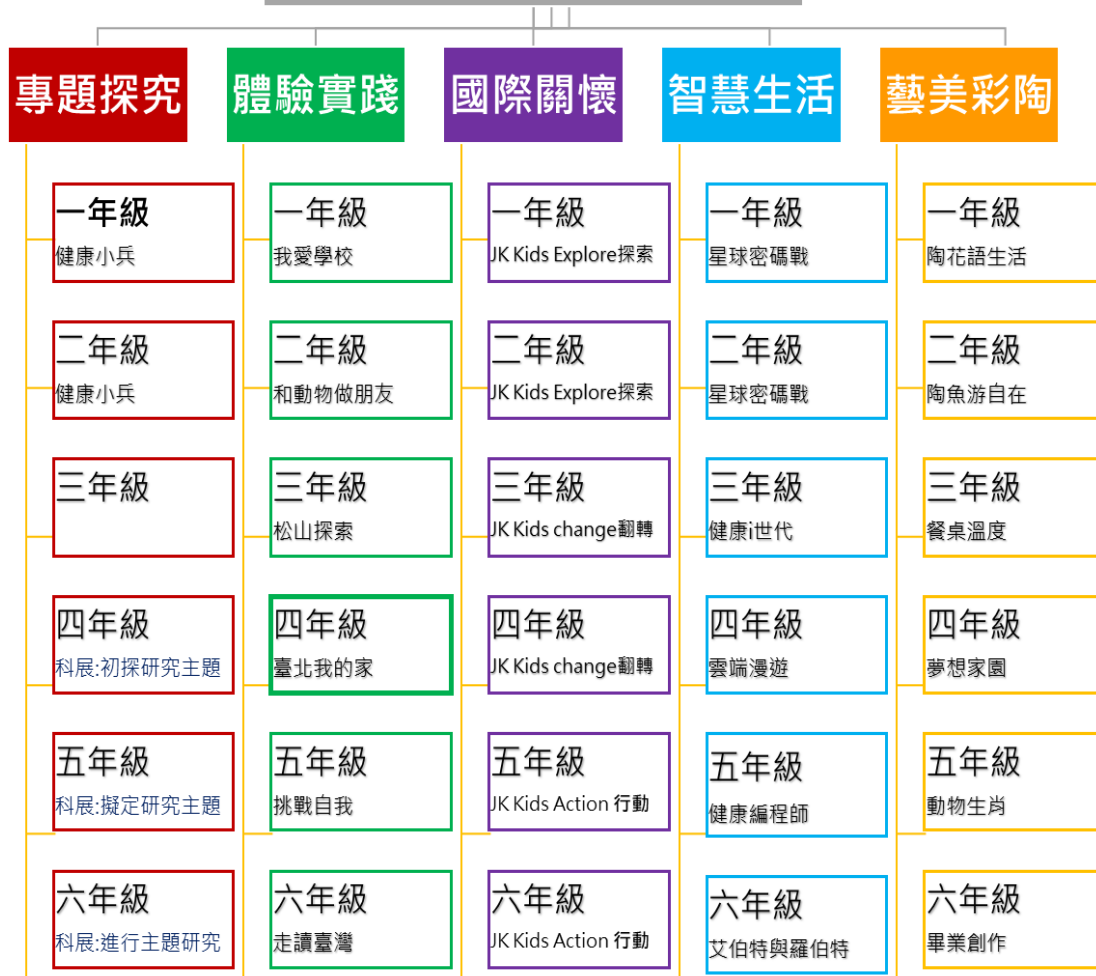 專題探究
一年級
健康小兵
二年級
健康小兵
三年級
四年級
科展:初探研究主題
五年級
科展:擬定研究主題
六年級
科展:進行主題研究
體驗實踐
一年級
我愛學校
二年級
和動物做朋友
三年級
松山探索
四年級
臺北我的家
五年級
挑戰自我
六年級
走讀臺灣
國際關懷
一年級
JK Kids Explore探索
二年級
JK Kids Explore探索
三年級
JK Kids change翻轉
四年級
JK Kids change翻轉
五年級
JK Kids Action 行動
六年級
JK Kids Action 行動
智慧生活
一年級
星球密碼戰
二年級
星球密碼戰
三年級
健康i世代
四年級
雲端漫遊
五年級
健康編程師
六年級
艾伯特與羅伯特
藝美彩陶
一年級
陶花語生活
二年級
陶魚游自在
三年級
餐桌溫度
四年級
夢想家園
五年級
動物生肖
六年級
畢業創作